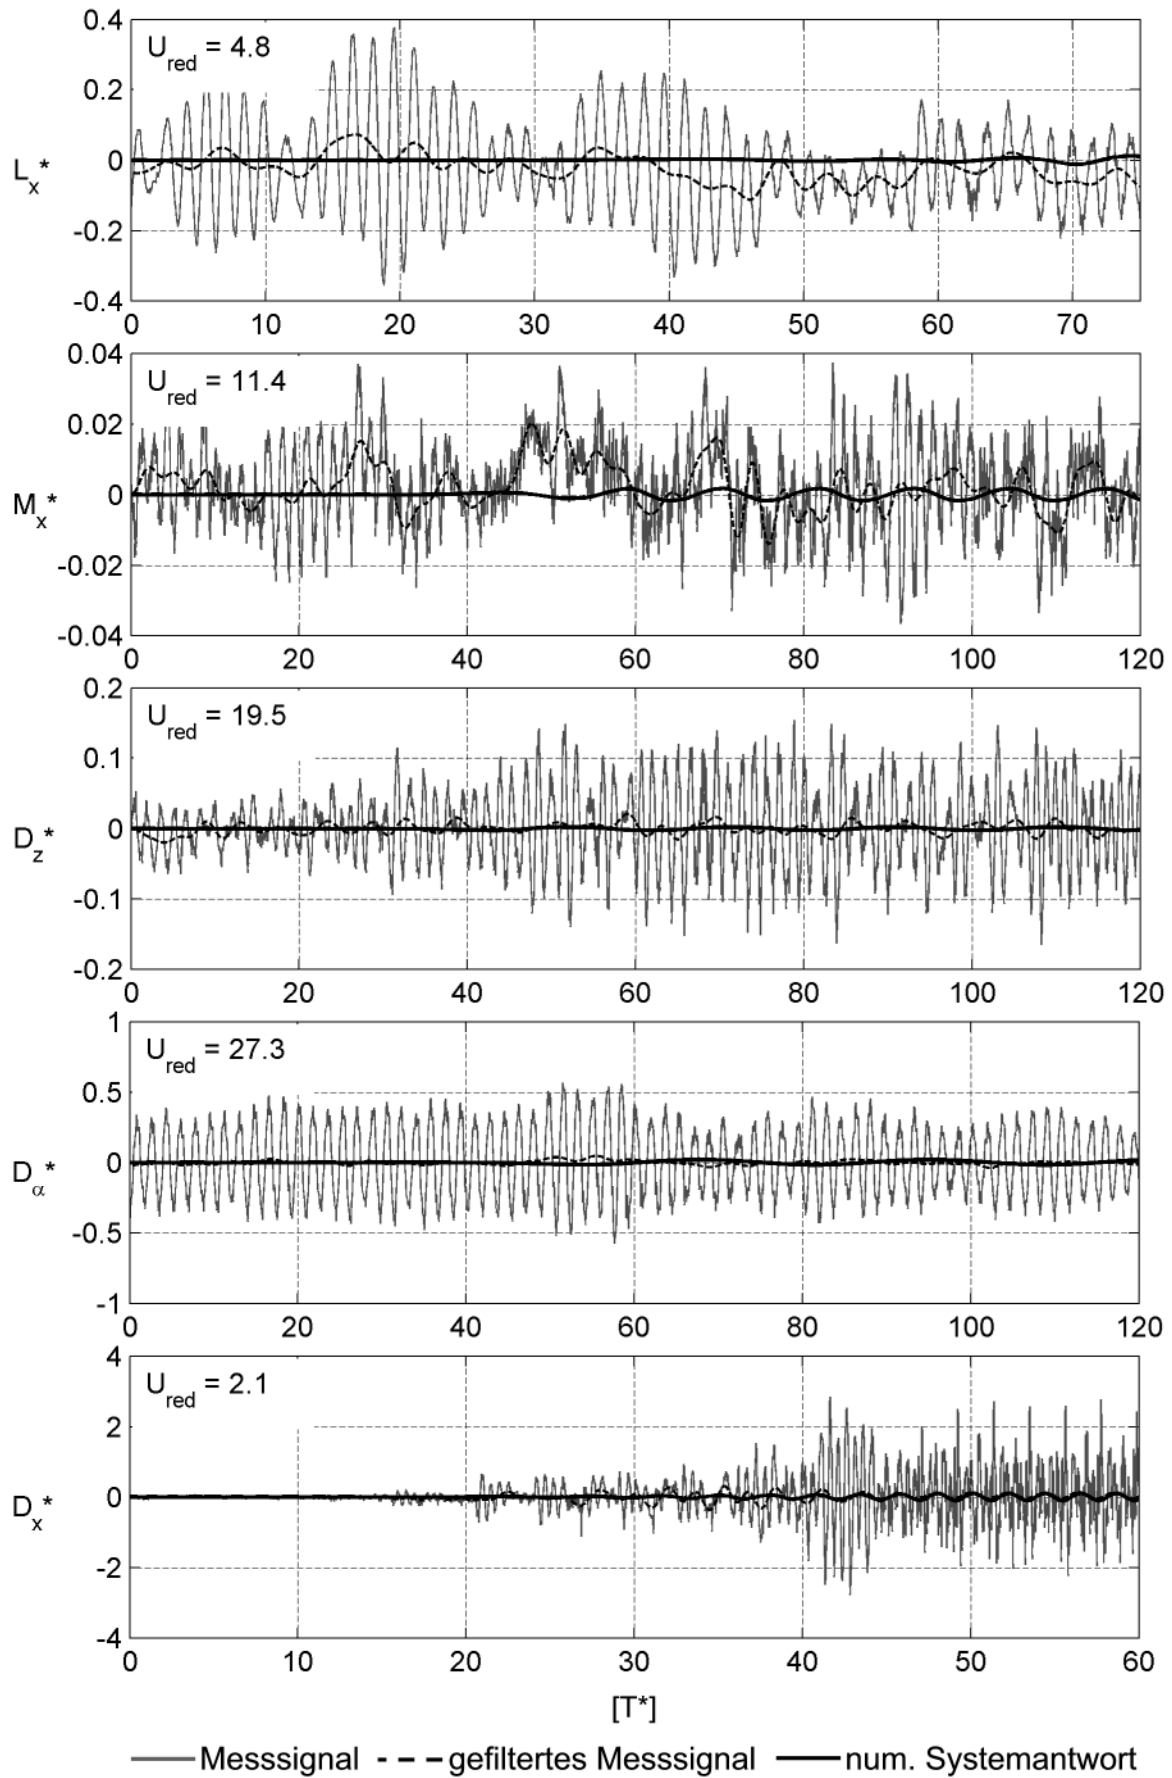 0.4
U_red = 4.8
0.2
L_x*
0
-0.2
-0.4
0 10 20 30 40 50 60 70
0.04
U_red = 11.4
0.02
M_x*
0
-0.02
-0.04
0 20 40 60 80 100 120
0.2
U_red = 19.5
0.1
D_z*
0
-0.1
-0.2
0 20 40 60 80 100 120
1
U_red = 27.3
0.5
D_α*
0
-0.5
-1
0 20 40 60 80 100 120
4
U_red = 2.1
2
D_x*
0
-2
-4
0 10 20 30 40 50 60
[T*]
Messsignal gefiltertes Messsignal num. Systemantwort